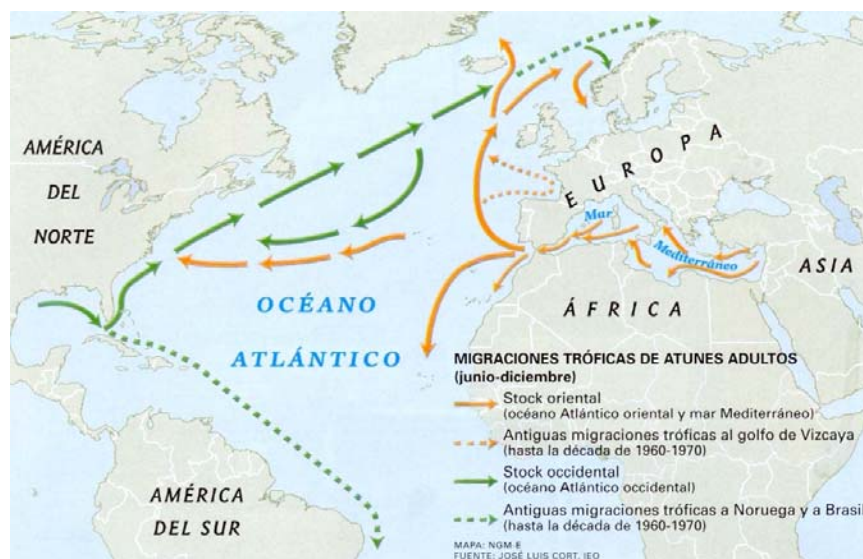 AMÉRICA
DEL
NORTE
EUROPA
Mar
Mediterráneo
ASIA
OCÉANO
ATLÁNTICO
ÁFRICA
AMÉRICA
DEL SUR
MIGRACIONES TRÓFICAS DE ATUNES ADULTOS
(junio-diciembre)
Stock oriental
(océano Atlántico oriental y mar Mediterráneo)
Antiguas migraciones tróficas al golfo de Vizcaya
(hasta la década de 1960-1970)
Stock occidental
(océano Atlántico occidental)
Antiguas migraciones tróficas a Noruega y a Brasil
(hasta la década de 1960-1970)
MAPA: NGM-E
FUENTE: JOSÉ LUIS CORT, IEO